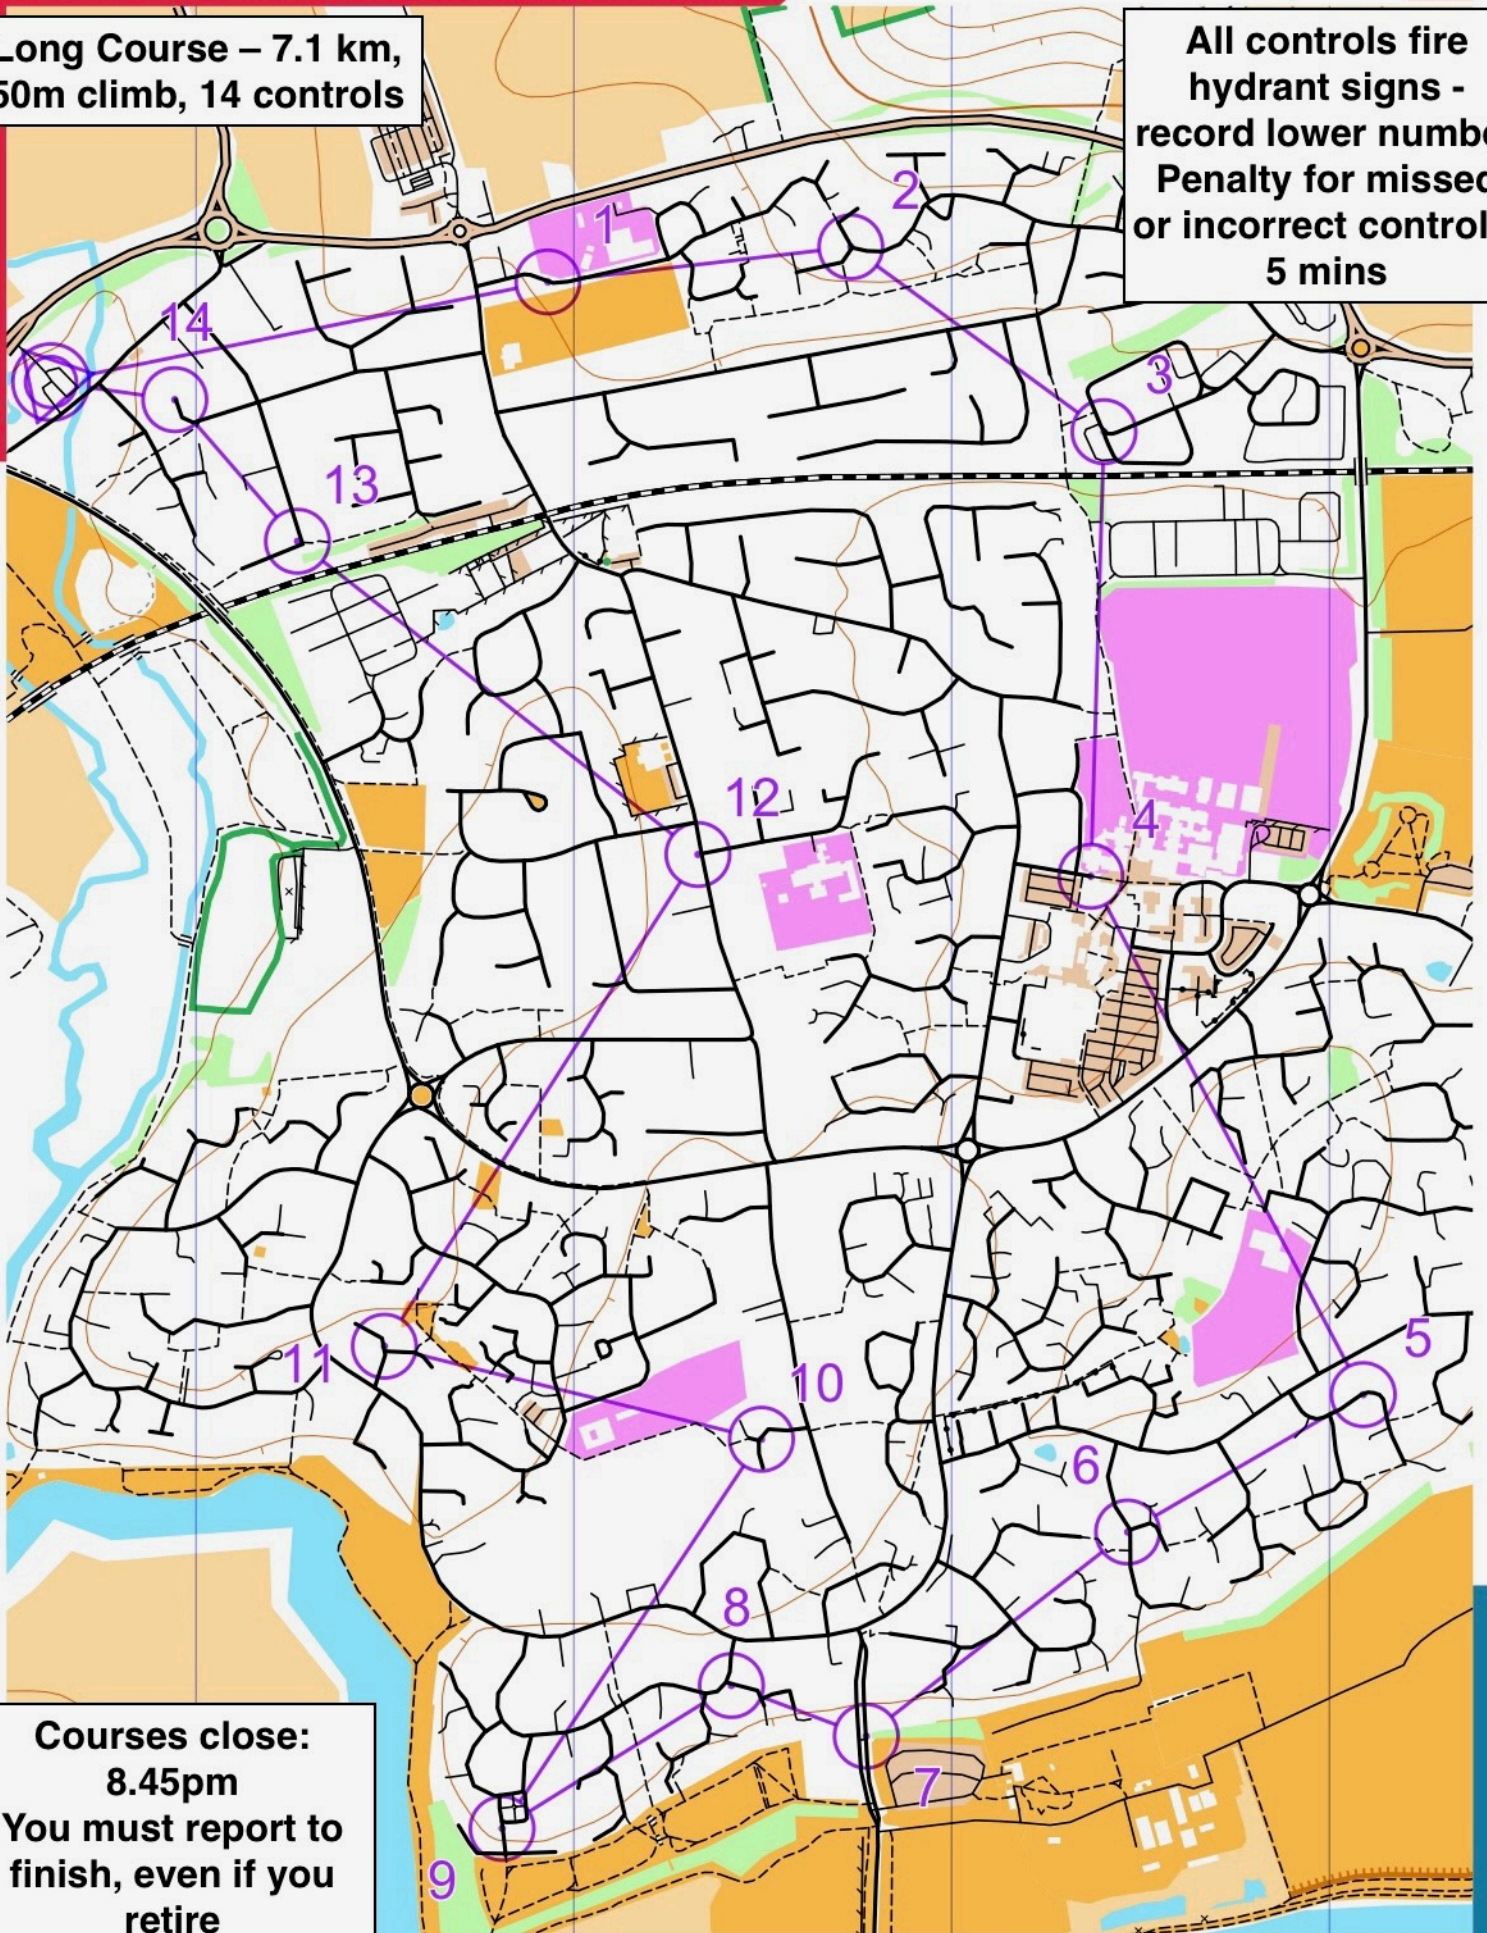 Long Course – 7.1 km,
50m climb, 14 controls
All controls fire
hydrant signs -
record lower numbe
Penalty for missed
or incorrect control
5 mins
1
2
14
3
13
12
4
5
11
10
6
8
7
9
Courses close:
8.45pm
You must report to
finish, even if you
retire